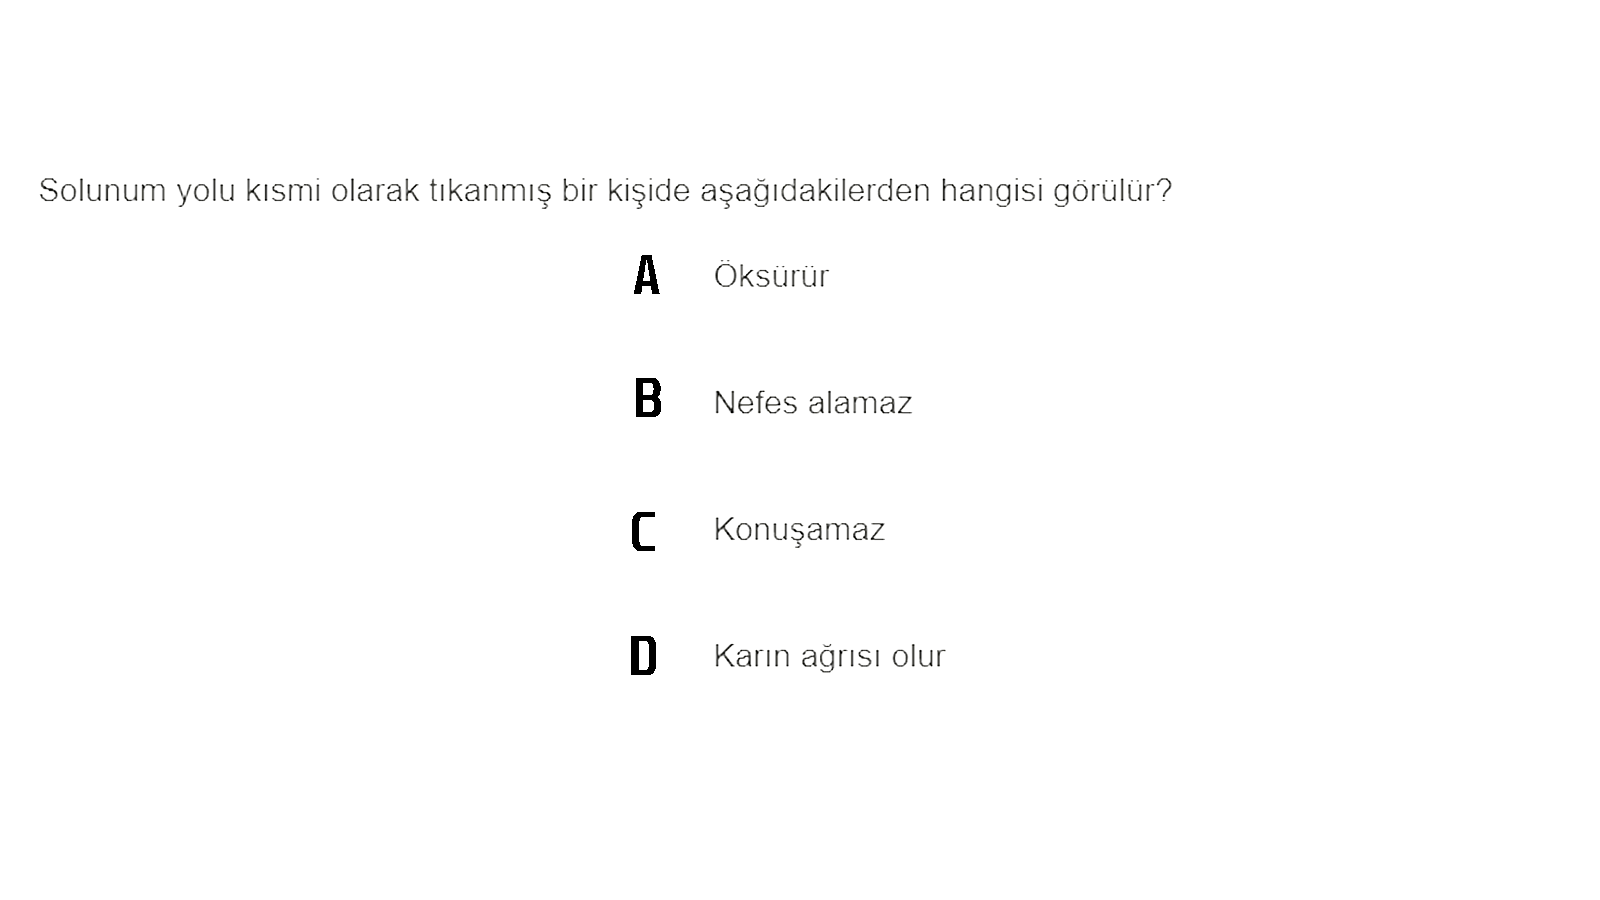 Solunum yolu kısmi olarak tıkanmış bir kişide aşağıdakilerden hangisi görülür?
A Öksürür
B Nefes alamaz
C Konuşamaz
D Karın ağrısı olur